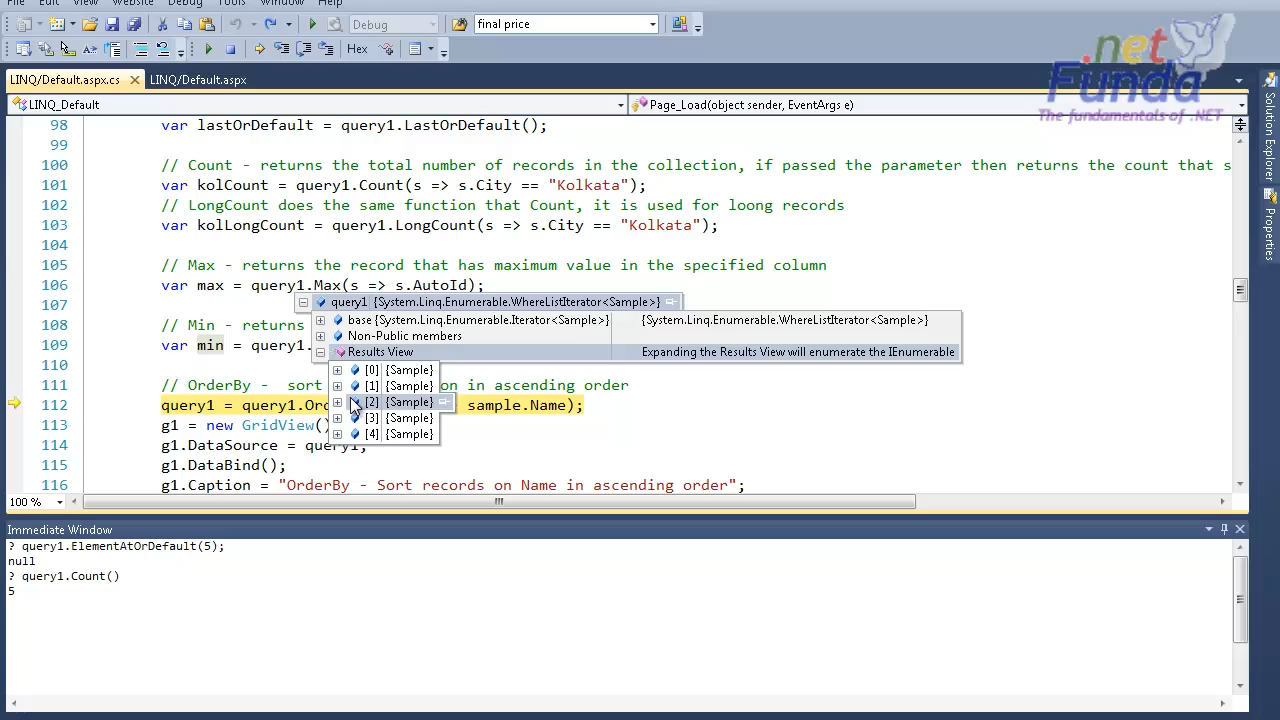 Website Debug Tools Window Help
Debug final price
Hex
LINQ/Default.aspx.cs LINQ/Default.aspx
.net
Funda
The fundamentals of .NET
LINQ_Default Page_Load(object sender, EventArgs e)
98 var lastOrDefault = query1.LastOrDefault();
99
100 // Count - returns the total number of records in the collection, if passed the parameter then returns the count that s
101 var kolCount = query1.Count(s => s.City == "Kolkata");
102 // LongCount does the same function that Count, it is used for loong records
103 var kolLongCount = query1.LongCount(s => s.City == "Kolkata");
104
105 // Max - returns the record that has maximum value in the specified column
106 var max = query1.Max(s => s.AutoId);
query1 {System.Linq.Enumerable.WhereListIterator<Sample>}
107
base {System.Linq.Enumerable.Iterator<Sample>} {System.Linq.Enumerable.WhereListIterator<Sample>}
108 // Min - returns
Non-Public members
109 var min = query1.
Results View Expanding the Results View will enumerate the IEnumerable
110
[0] {Sample}
111 // OrderBy - sort on in ascending order
[1] {Sample}
112 query1 = query1.Ord sample.Name);
[2] {Sample}
113 g1 = new GridView()
[3] {Sample}
114 g1.DataSource = query1;
[4] {Sample}
115 g1.DataBind();
116 g1.Caption = "OrderBy - Sort records on Name in ascending order";
100 %
Immediate Window
? query1.ElementAtOrDefault(5);
null
? query1.Count()
5
Solution Explorer
Properties